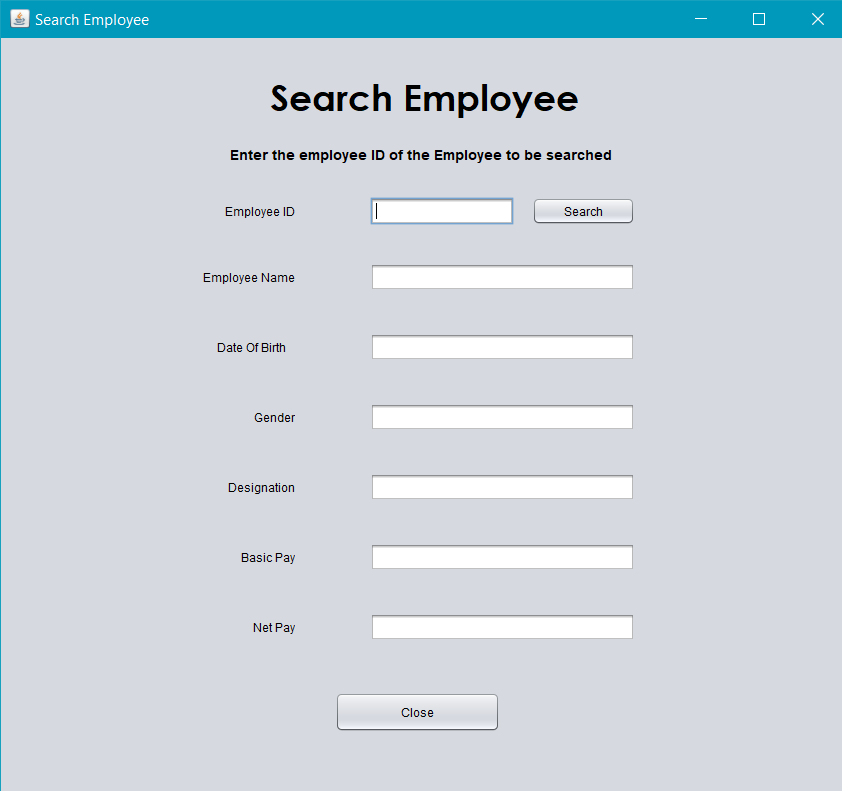 Search Employee
Search Employee
Enter the employee ID of the Employee to be searched
Employee ID
Search
Employee Name
Date Of Birth
Gender
Designation
Basic Pay
Net Pay
Close